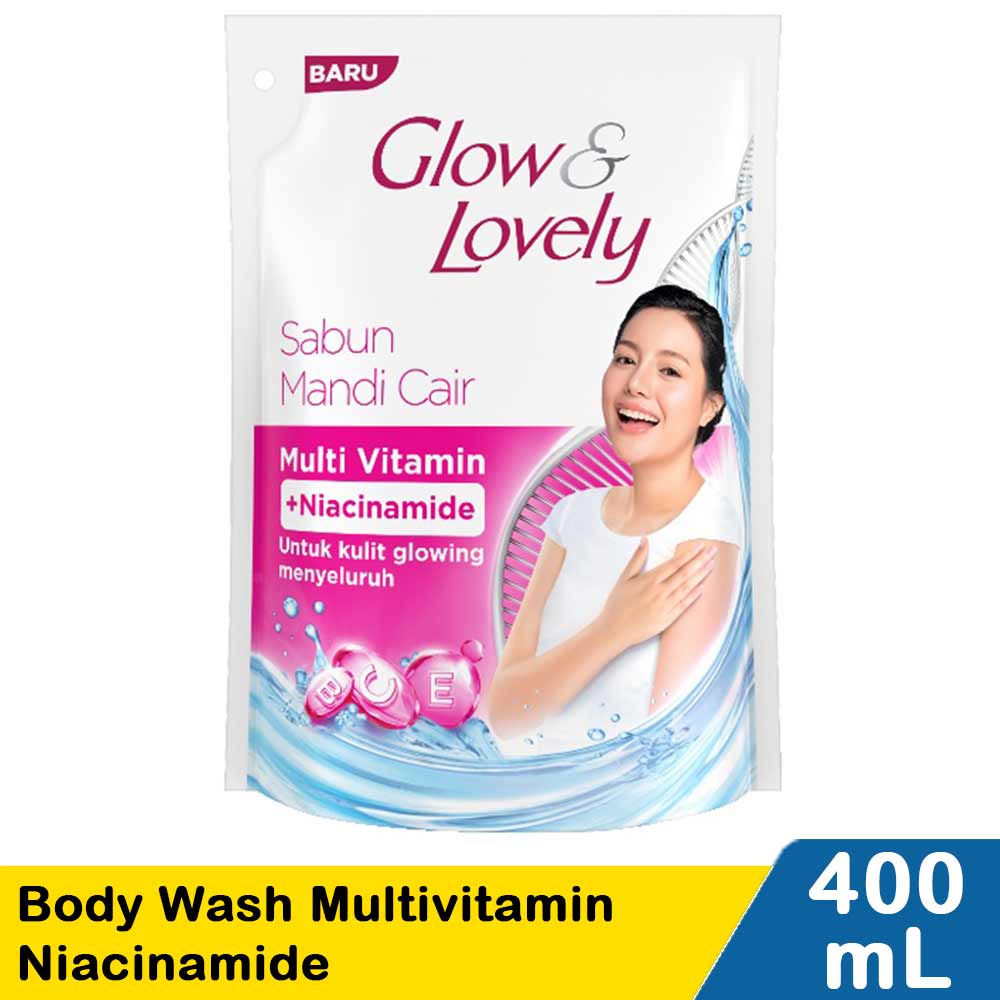 BARU
Glow &
Lovely
Sabun
Mandi Cair
Multi Vitamin
+Niacinamide
Untuk kulit glowing
menyeluruh
B C E
Body Wash Multivitamin
Niacinamide
400
mL